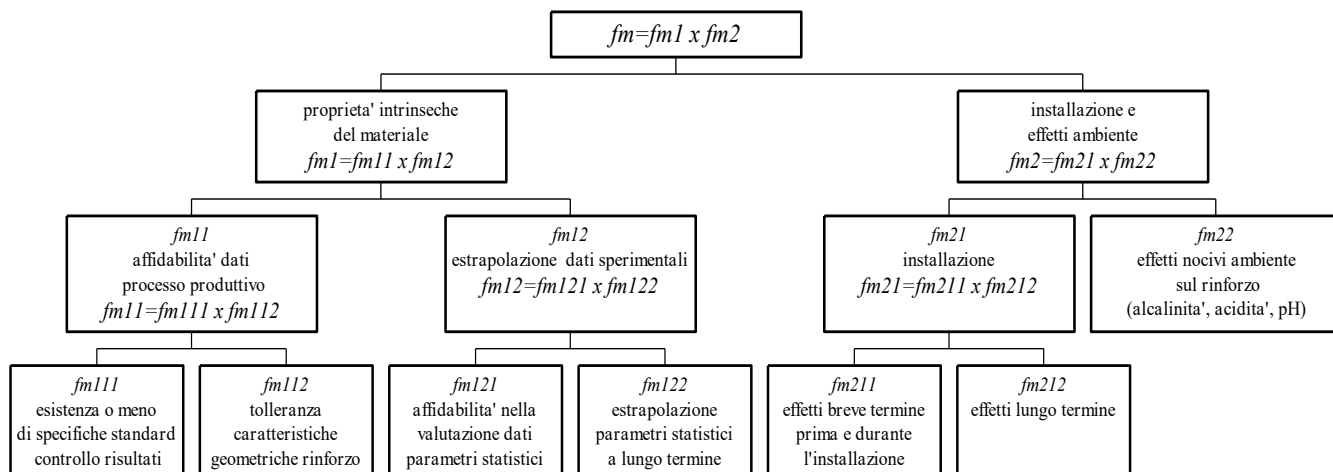 fm=fm1 x fm2
proprieta' intrinseche
del materiale
fm1=fm11 x fm12
installazione e
effetti ambiente
fm2=fm21 x fm22
fm11
affidabilita' dati
processo produttivo
fm11=fm111 x fm112
fm12
estrapolazione dati sperimentali
fm12=fm121 x fm122
fm21
installazione
fm21=fm211 x fm212
fm22
effetti nocivi ambiente
sul rinforzo
(alcalinita', acidita', pH)
fm111
esistenza o meno
di specifiche standard
controllo risultati
fm112
tolleranza
caratteristiche
geometriche rinforzo
fm121
affidabilita' nella
valutazione dati
parametri statistici
fm122
estrapolazione
parametri statistici
a lungo termine
fm211
effetti breve termine
prima e durante
l'installazione
fm212
effetti lungo termine